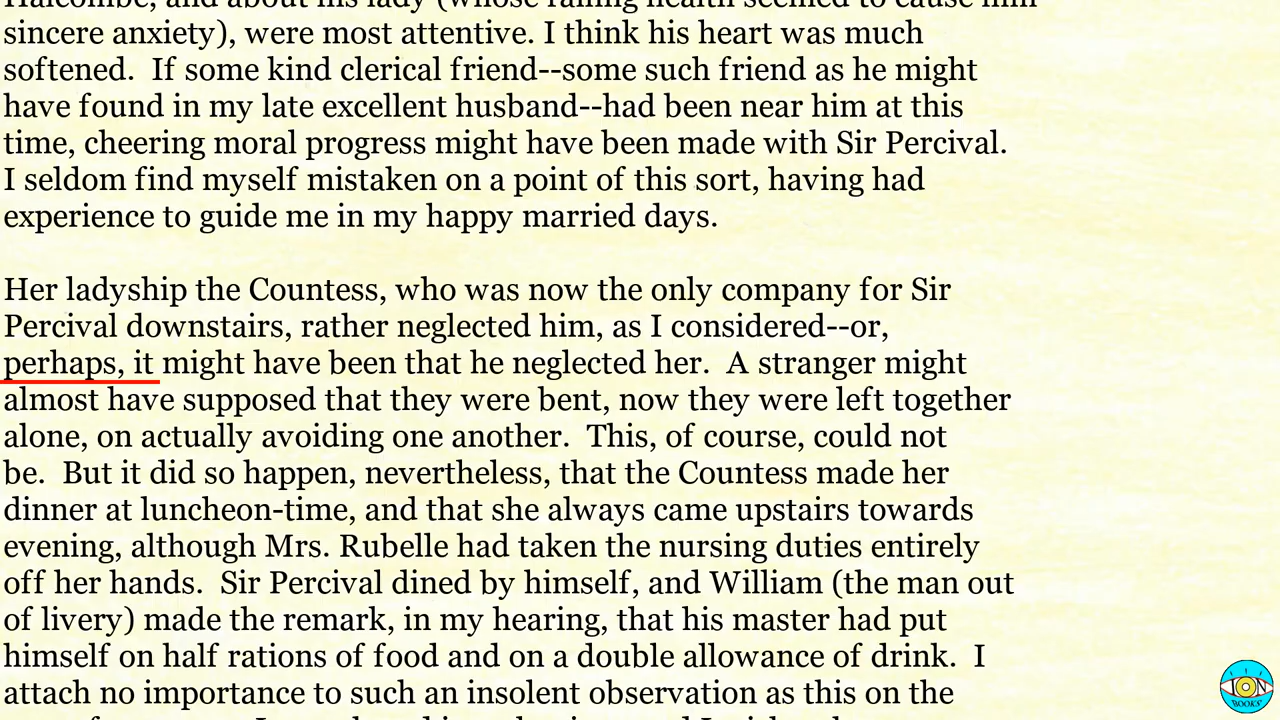 Halcombe, and about his lady (whose failing health seemed to cause him
sincere anxiety), were most attentive. I think his heart was much
softened.  If some kind clerical friend--some such friend as he might
have found in my late excellent husband--had been near him at this
time, cheering moral progress might have been made with Sir Percival.
I seldom find myself mistaken on a point of this sort, having had
experience to guide me in my happy married days.

Her ladyship the Countess, who was now the only company for Sir
Percival downstairs, rather neglected him, as I considered--or,
perhaps, it might have been that he neglected her.  A stranger might
almost have supposed that they were bent, now they were left together
alone, on actually avoiding one another.  This, of course, could not
be.  But it did so happen, nevertheless, that the Countess made her
dinner at luncheon-time, and that she always came upstairs towards
evening, although Mrs. Rubelle had taken the nursing duties entirely
off her hands.  Sir Percival dined by himself, and William (the man out
of livery) made the remark, in my hearing, that his master had put
himself on half rations of food and on a double allowance of drink.  I
attach no importance to such an insolent observation as this on the
ION
BOOKS